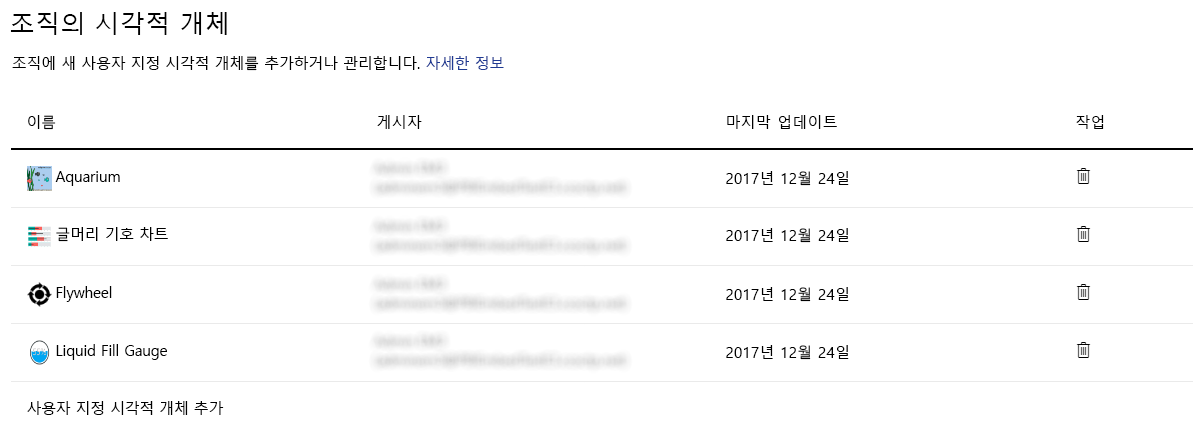 조직의 시각적 개체
조직에 새 사용자 지정 시각적 개체를 추가하거나 관리합니다. 자세한 정보
이름 게시자 마지막 업데이트 작업
Aquarium 2017년 12월 24일
글머리 기호 차트 2017년 12월 24일
Flywheel 2017년 12월 24일
Liquid Fill Gauge 2017년 12월 24일
사용자 지정 시각적 개체 추가